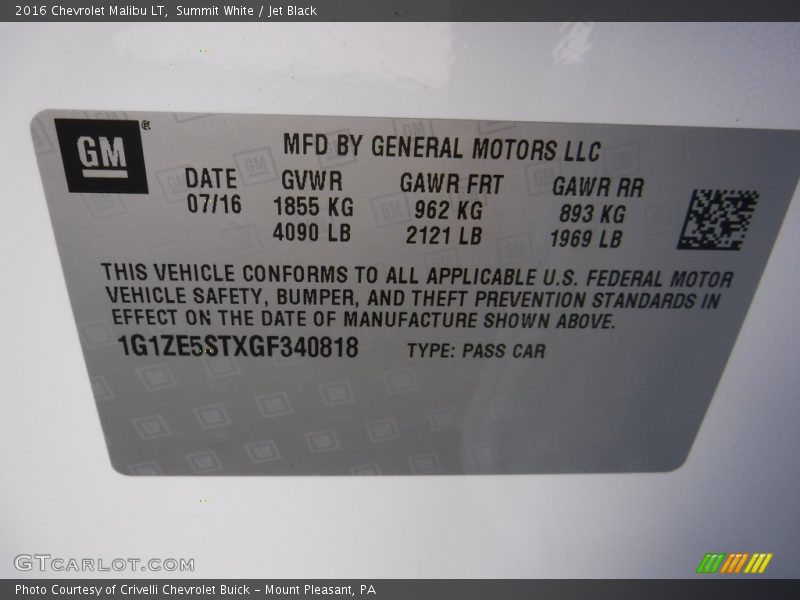 2016 Chevrolet Malibu LT, Summit White / Jet Black
GM®
MFD BY GENERAL MOTORS LLC
DATE GVWR GAWR FRT GAWR RR
07/16 1855 KG 962 KG 893 KG
4090 LB 2121 LB 1969 LB
THIS VEHICLE CONFORMS TO ALL APPLICABLE U.S. FEDERAL MOTOR
VEHICLE SAFETY, BUMPER, AND THEFT PREVENTION STANDARDS IN
EFFECT ON THE DATE OF MANUFACTURE SHOWN ABOVE.
1G1ZE5STXGF340818 TYPE: PASS CAR
GTCARLOT.COM
Photo Courtesy of Crivelli Chevrolet Buick – Mount Pleasant, PA